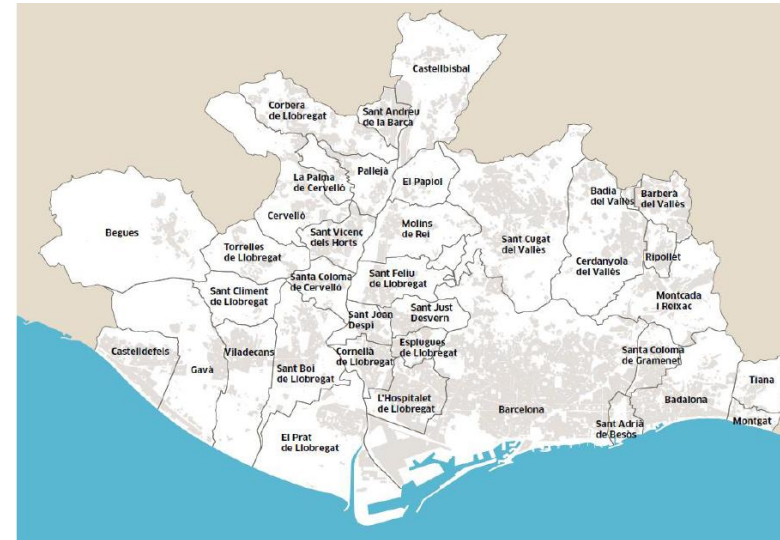 Castellbisbal
Corbera
de Llobregat
Sant Andreu
de la Barca
La Palma
de Cervelló
Pallejà
El Papiol
Badia
del Vallès
Barberà
del Vallès
Begues
Cervelló
Torrelles
de Llobregat
Sant Vicenc
dels Horts
Molins
de Rei
Sant Cugat
del Vallès
Cerdanyola
del Vallès
Ripollet
Sant Climent
de Llobregat
Santa Coloma
de Cervelló
Sant Feliu
de Llobregat
Montcada
i Reixac
Sant Joan
Despí
Sant Just
Desvern
Castelldefels
Gavà
Viladecans
Sant Boi
de Llobregat
Cornellà
de Llobregat
Esplugues
de Llobregat
Santa Coloma
de Gramenet
Tiana
L'Hospitalet
de Llobregat
Barcelona
Badalona
El Prat
de Llobregat
Sant Adrià
de Besòs
Montgat